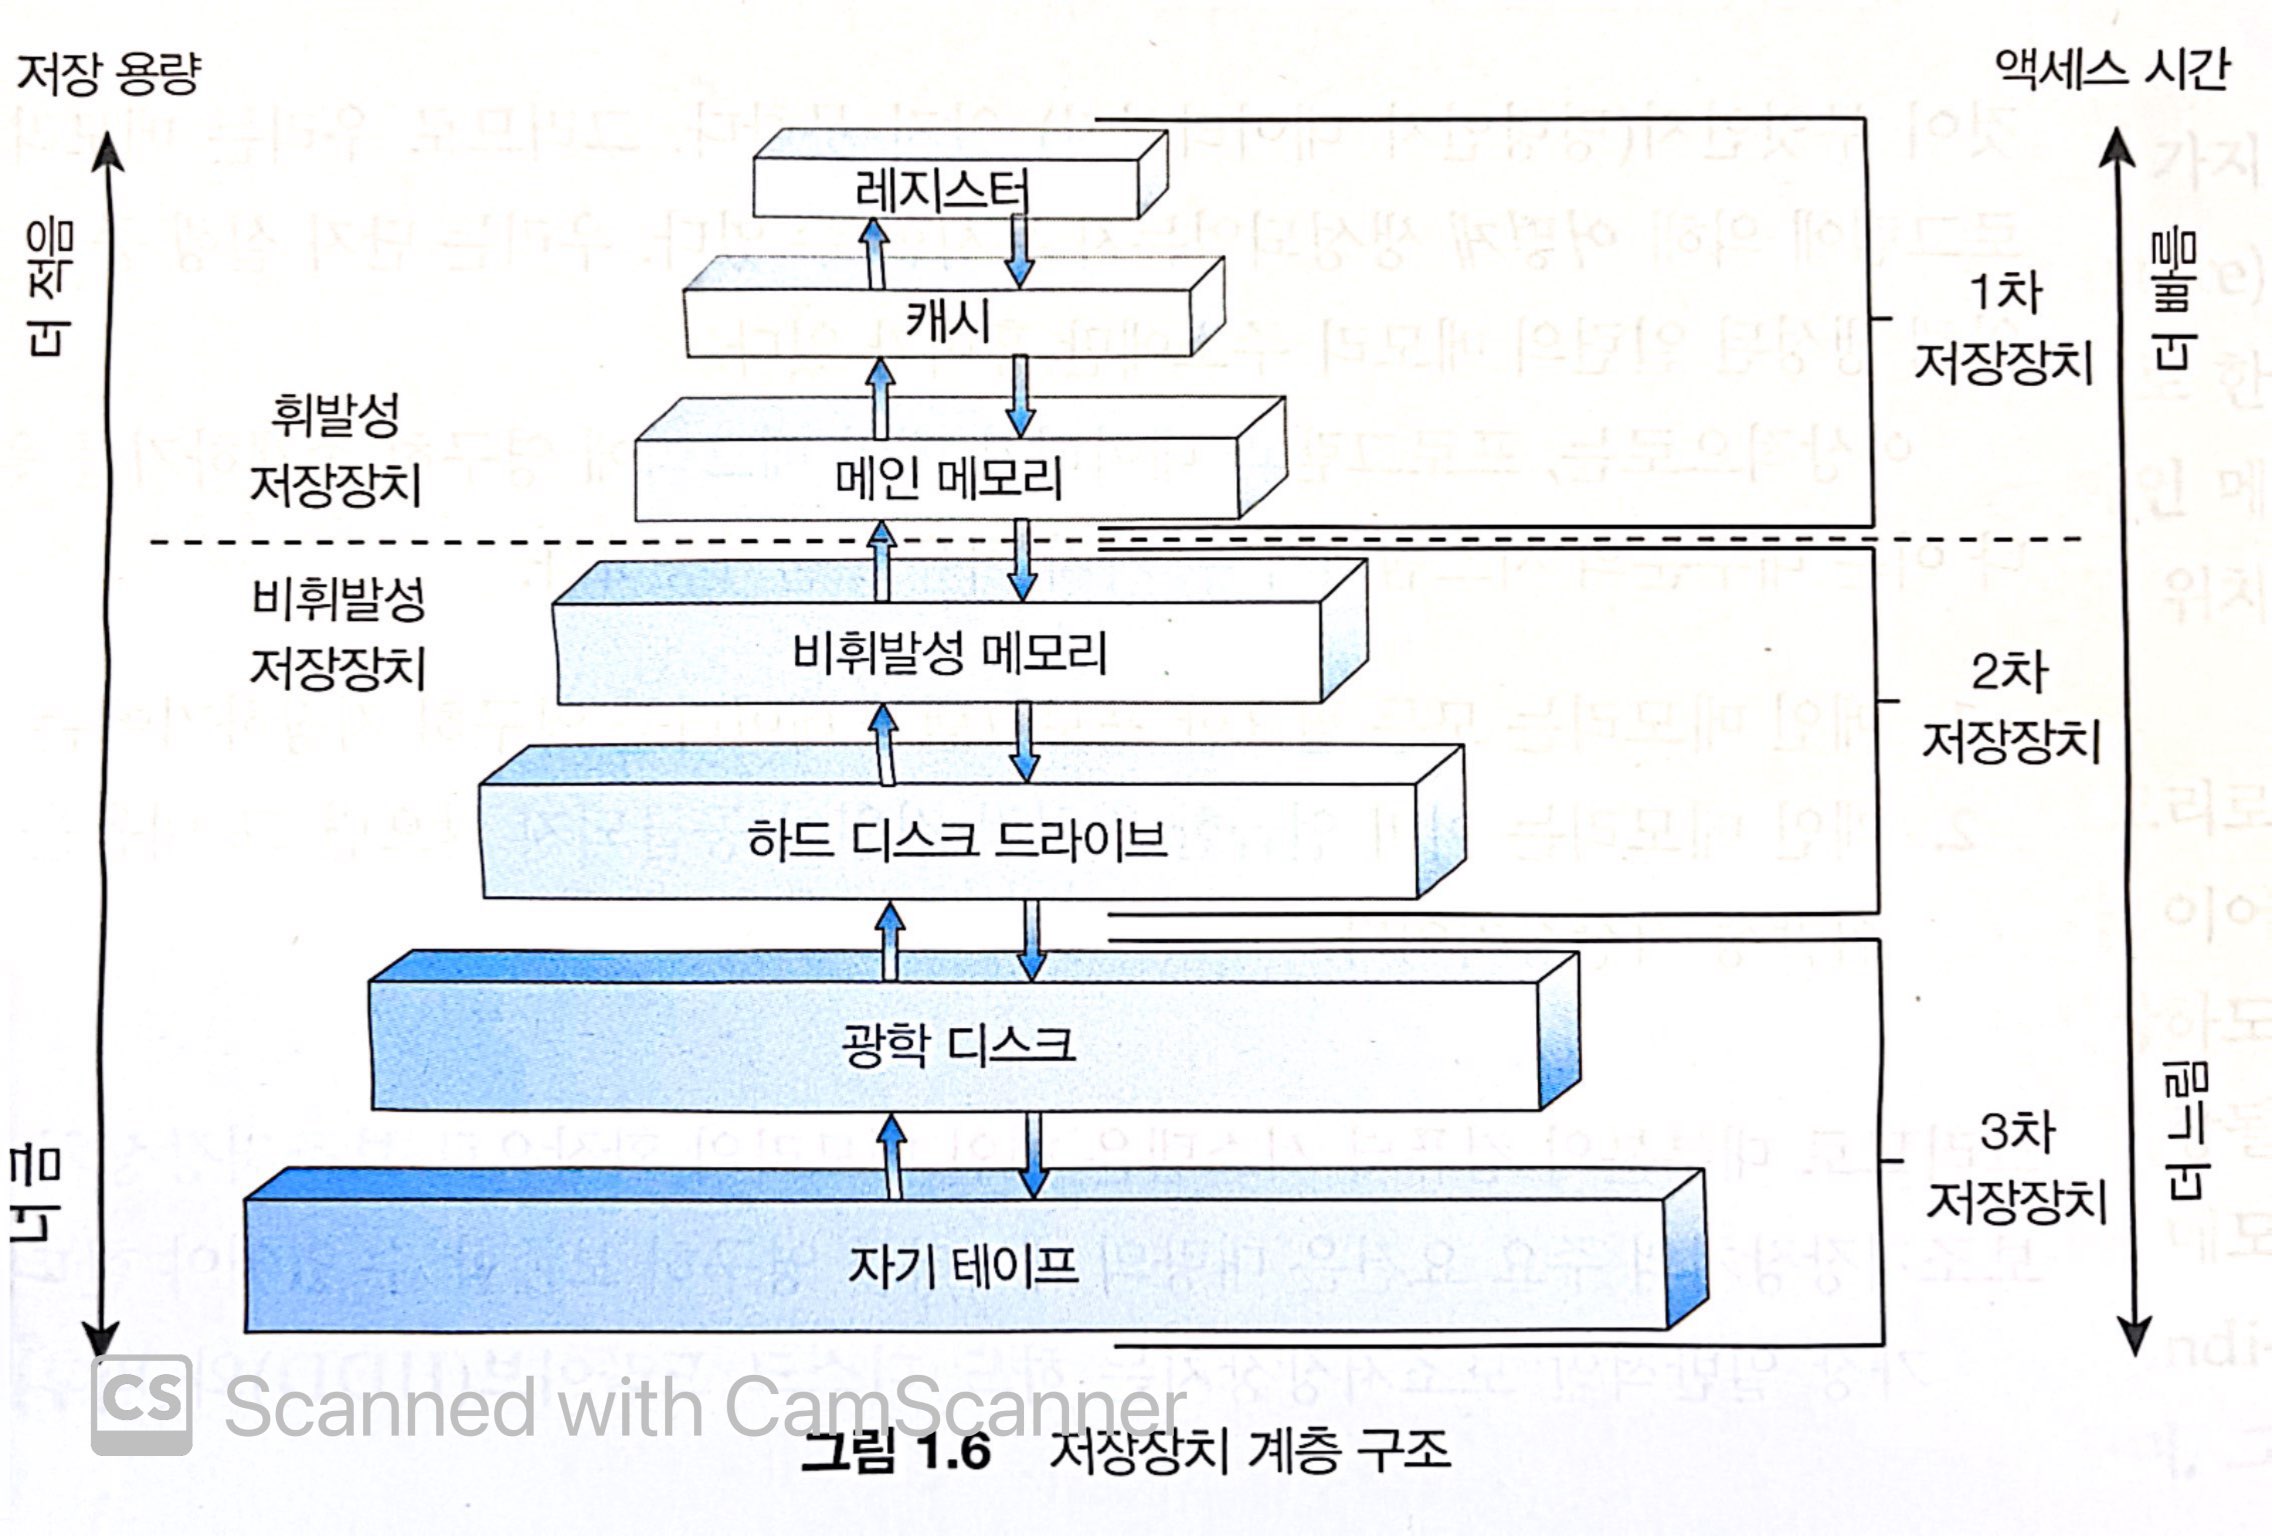 저장 용량
액세스 시간
더 적음
더 빠름
레지스터
캐시
1차
저장장치
휘발성
저장장치
메인 메모리
비휘발성
저장장치
비휘발성 메모리
2차
저장장치
하드 디스크 드라이브
광학 디스크
더 느림
3차
저장장치
더 큼
자기 테이프
CS Scanned with CamScanner
그림 1.6 저장장치 계층 구조